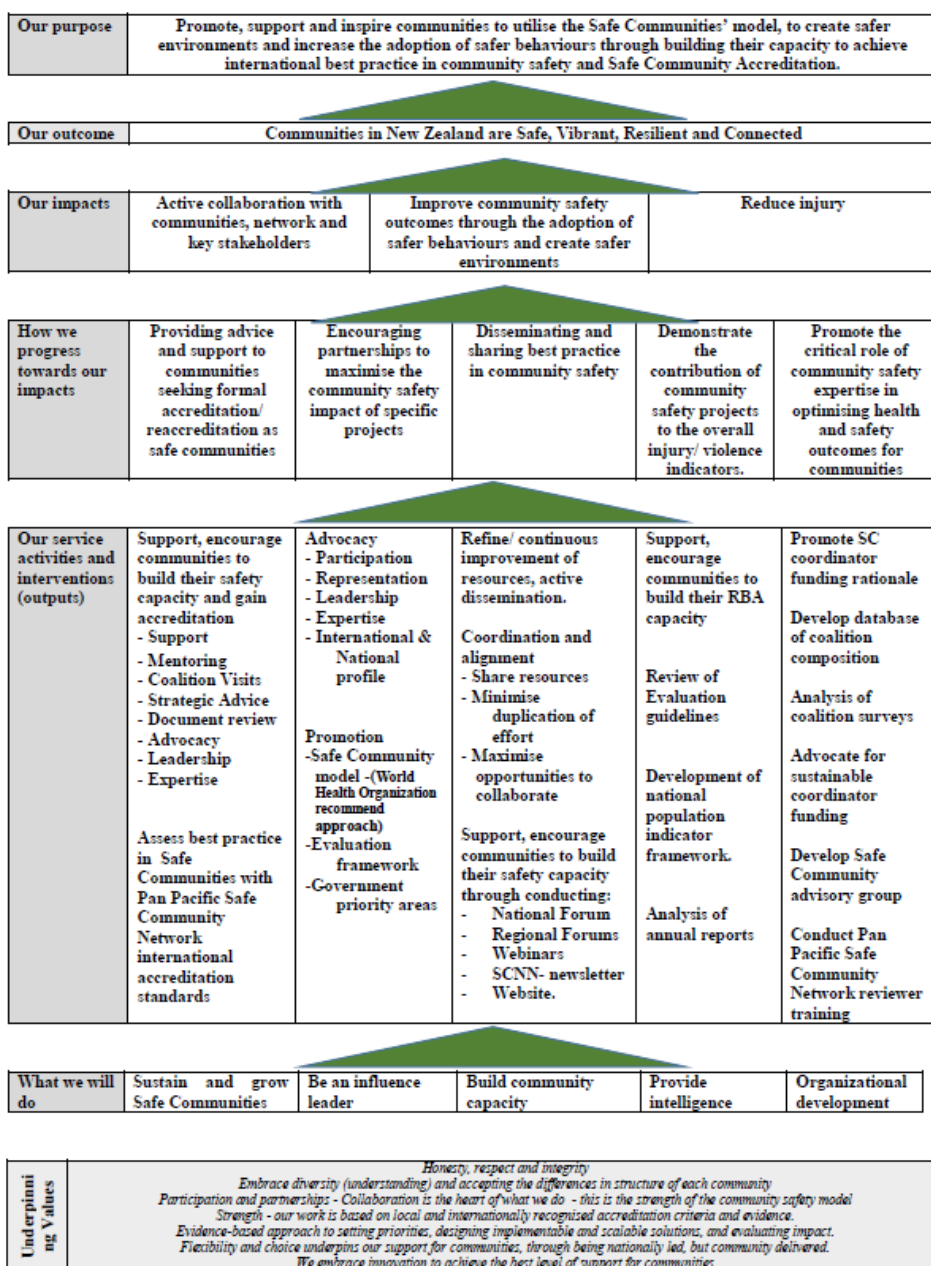 Our purpose
Promote, support and inspire communities to utilise the Safe Communities' model, to create safer
environments and increase the adoption of safer behaviours through building their capacity to achieve
international best practice in community safety and Safe Community Accreditation.
Our outcome
Communities in New Zealand are Safe, Vibrant, Resilient and Connected
Our impacts
Active collaboration with
communities, network and
key stakeholders
Improve community safety
outcomes through the adoption of
safer behaviours and create safer
environments
Reduce injury
How we
progress
towards our
impacts
Providing advice
and support to
communities
seeking formal
accreditation/
reaccreditation as
safe communities
Encouraging
partnerships to
maximise the
community safety
impact of specific
projects
Disseminating and
sharing best practice
in community safety
Demonstrate
the
contribution of
community
safety projects
to the overall
injury/ violence
indicators.
Promote the
critical role of
community safety
expertise in
optimising health
and safety
outcomes for
communities
Our service
activities and
interventions
(outputs)
Support, encourage
communities to
build their safety
capacity and gain
accreditation
- Support
- Mentoring
- Coalition Visits
- Strategic Advice
- Document review
- Advocacy
- Leadership
- Expertise
Assess best practice
in Safe
Communities with
Pan Pacific Safe
Community
Network
international
accreditation
standards
Advocacy
- Participation
- Representation
- Leadership
- Expertise
- International &
National
profile
Promotion
-Safe Community
model -(World
Health Organization
recommend
approach)
-Evaluation
framework
-Government
priority areas
Refine/ continuous
improvement of
resources, active
dissemination.
Coordination and
alignment
- Share resources
- Minimise
duplication of
effort
- Maximise
opportunities to
collaborate
Support, encourage
communities to build
their safety capacity
through conducting:
- National Forum
- Regional Forums
- Webinars
- SCNN- newsletter
- Website.
Support,
encourage
communities to
build their RBA
capacity
Review of
Evaluation
guidelines
Development of
national
population
indicator
framework.
Analysis of
annual reports
Promote SC
coordinator
funding rationale
Develop database
of coalition
composition
Analysis of
coalition surveys
Advocate for
sustainable
coordinator
funding
Develop Safe
Community
advisory group
Conduct Pan
Pacific Safe
Community
Network reviewer
training
What we will
do
Sustain and grow
Safe Communities
Be an influence
leader
Build community
capacity
Provide
intelligence
Organizational
development
Underpinni
ng Values
Honesty, respect and integrity
Embrace diversity (understanding) and accepting the differences in structure of each community
Participation and partnerships - Collaboration is the heart of what we do - this is the strength of the community safety model
Strength - our work is based on local and internationally recognised accreditation criteria and evidence.
Evidence-based approach to setting priorities, designing implementable and scalable solutions, and evaluating impact.
Flexibility and choice underpins our support for communities, through being nationally led, but community delivered.
We embrace innovation to achieve the best level of support for communities